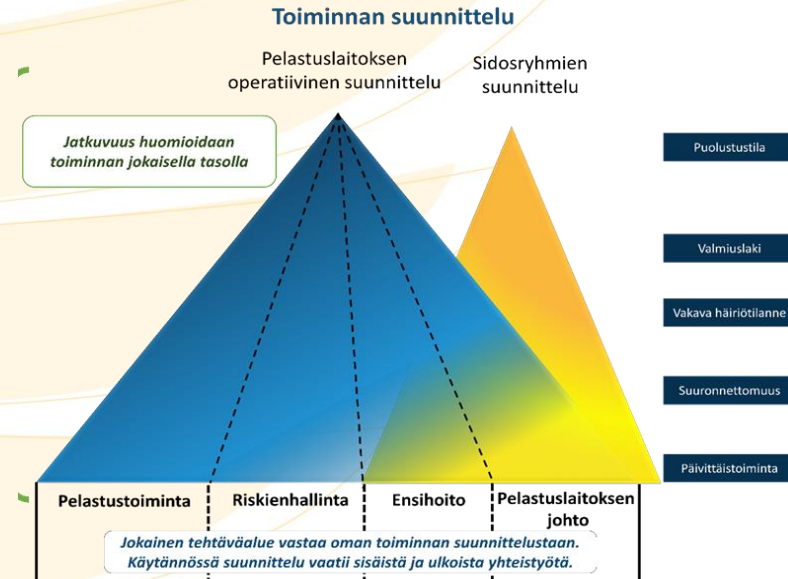 Toiminnan suunnittelu
Pelastuslaitoksen
operatiivinen suunnittelu
Sidosryhmien
suunnittelu
Jatkuvuus huomioidaan
toiminnan jokaisella tasolla
Puolustustila
Valmiuslaki
Vakava häiriötilanne
Suuronnettomuus
Päivittäistoiminta
Pelastustoiminta
Riskienhallinta
Ensihoito
Pelastuslaitoksen
johto
Jokainen tehtäväalue vastaa oman toiminnan suunnittelustaan.
Käytännössä suunnittelu vaatii sisäistä ja ulkoista yhteistyötä.